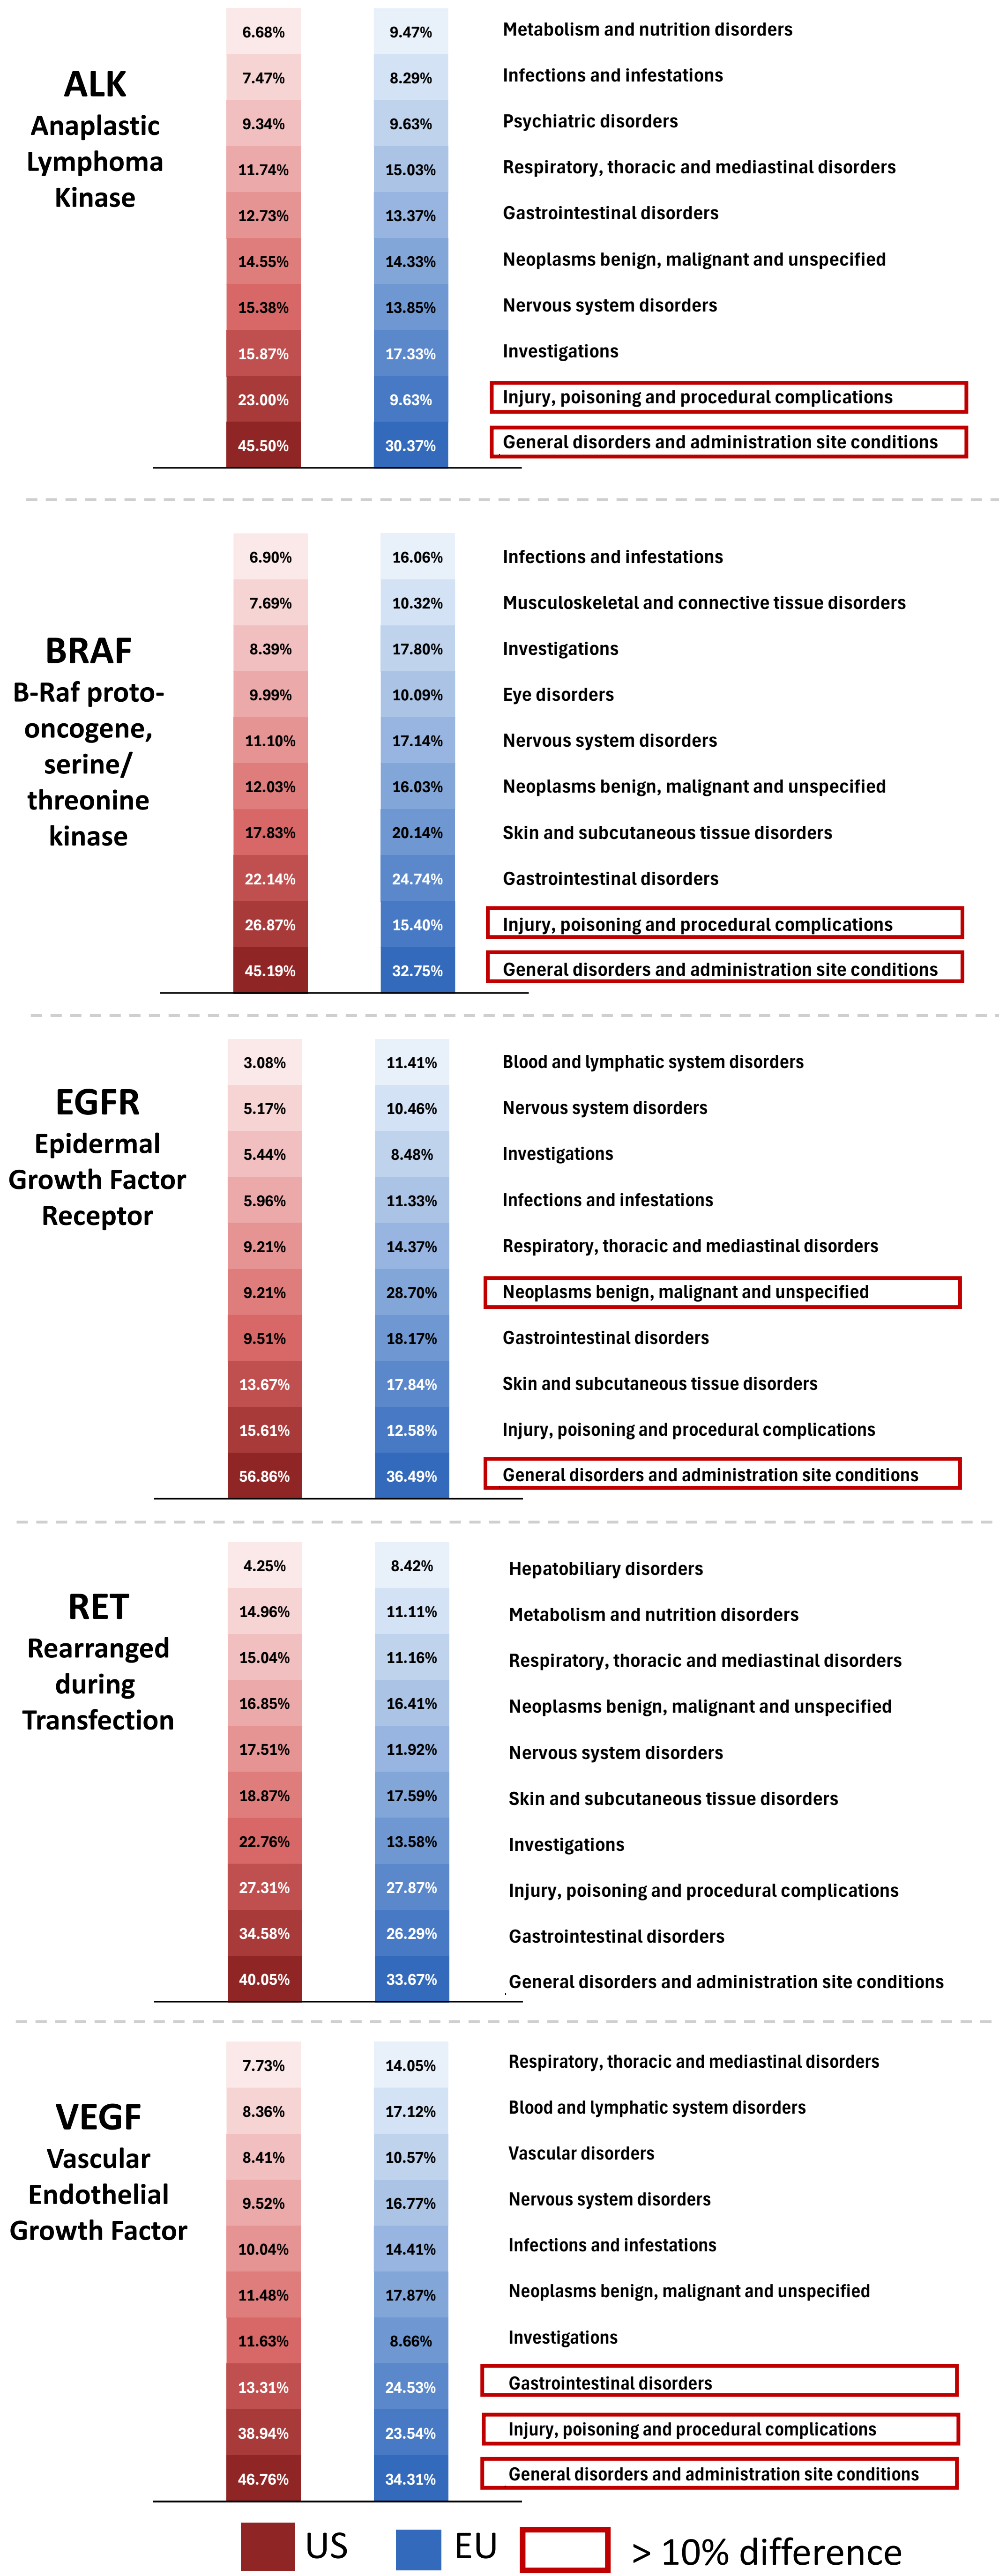 ALK
Anaplastic
Lymphoma
Kinase
6.68% 9.47% Metabolism and nutrition disorders
7.47% 8.29% Infections and infestations
9.34% 9.63% Psychiatric disorders
11.74% 15.03% Respiratory, thoracic and mediastinal disorders
12.73% 13.37% Gastrointestinal disorders
14.55% 14.33% Neoplasms benign, malignant and unspecified
15.38% 13.85% Nervous system disorders
15.87% 17.33% Investigations
23.00% 9.63% Injury, poisoning and procedural complications
45.50% 30.37% General disorders and administration site conditions
BRAF
B-Raf proto-
oncogene,
serine/
threonine
kinase
6.90% 16.06% Infections and infestations
7.69% 10.32% Musculoskeletal and connective tissue disorders
8.39% 17.80% Investigations
9.99% 10.09% Eye disorders
11.10% 17.14% Nervous system disorders
12.03% 16.03% Neoplasms benign, malignant and unspecified
17.83% 20.14% Skin and subcutaneous tissue disorders
22.14% 24.74% Gastrointestinal disorders
26.87% 15.40% Injury, poisoning and procedural complications
45.19% 32.75% General disorders and administration site conditions
EGFR
Epidermal
Growth Factor
Receptor
3.08% 11.41% Blood and lymphatic system disorders
5.17% 10.46% Nervous system disorders
5.44% 8.48% Investigations
5.96% 11.33% Infections and infestations
9.21% 14.37% Respiratory, thoracic and mediastinal disorders
9.21% 28.70% Neoplasms benign, malignant and unspecified
9.51% 18.17% Gastrointestinal disorders
13.67% 17.84% Skin and subcutaneous tissue disorders
15.61% 12.58% Injury, poisoning and procedural complications
56.86% 36.49% General disorders and administration site conditions
RET
Rearranged
during
Transfection
4.25% 8.42% Hepatobiliary disorders
14.96% 11.11% Metabolism and nutrition disorders
15.04% 11.16% Respiratory, thoracic and mediastinal disorders
16.85% 16.41% Neoplasms benign, malignant and unspecified
17.51% 11.92% Nervous system disorders
18.87% 17.59% Skin and subcutaneous tissue disorders
22.76% 13.58% Investigations
27.31% 27.87% Injury, poisoning and procedural complications
34.58% 26.29% Gastrointestinal disorders
40.05% 33.67% General disorders and administration site conditions
VEGF
Vascular
Endothelial
Growth Factor
7.73% 14.05% Respiratory, thoracic and mediastinal disorders
8.36% 17.12% Blood and lymphatic system disorders
8.41% 10.57% Vascular disorders
9.52% 16.77% Nervous system disorders
10.04% 14.41% Infections and infestations
11.48% 17.87% Neoplasms benign, malignant and unspecified
11.63% 8.66% Investigations
13.31% 24.53% Gastrointestinal disorders
38.94% 23.54% Injury, poisoning and procedural complications
46.76% 34.31% General disorders and administration site conditions
US EU > 10% difference